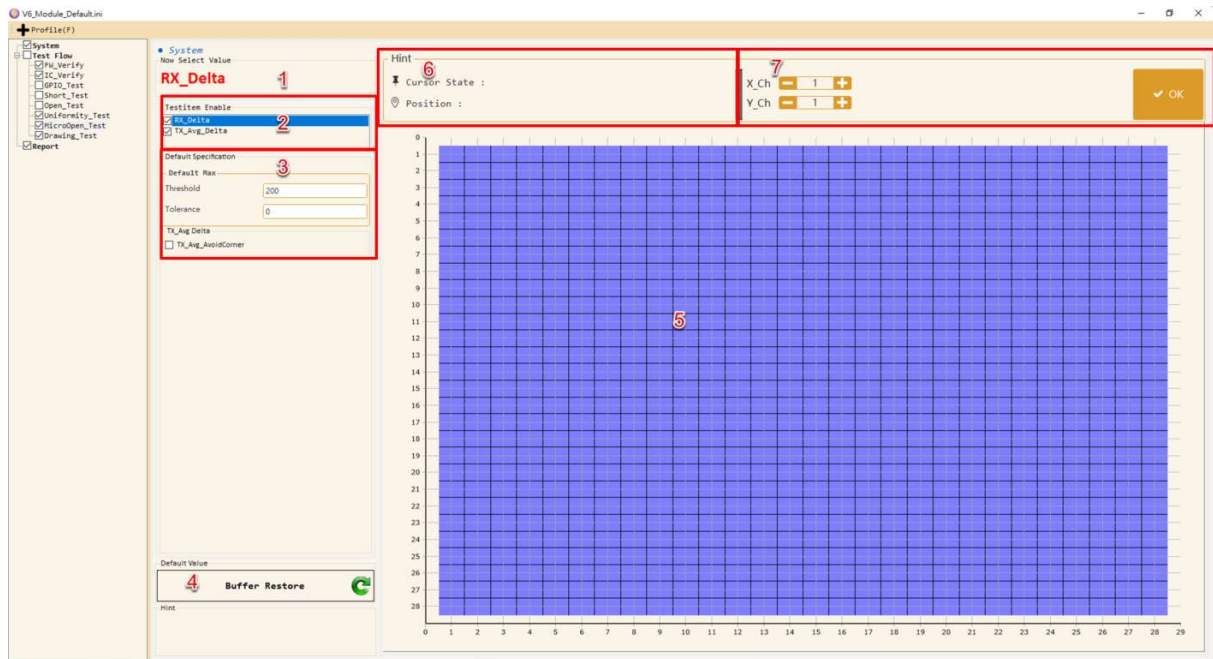 V6_Module_Default.ini
Profile(F)
System
Test Flow
FW_Verify
IC_Verify
GPIO_Test
Short_Test
Open_Test
Uniformity_Test
MicroOpen_Test
Drawing_Test
Report
System
Now Select Value
RX_Delta
1
Testitem Enable
RX_Delta
TX_Avg_Delta
2
Default Specification
3
Default Max
Threshold 200
Tolerance 0
TX_Avg Delta
TX_Avg_AvoidCorner
Default Value
4 Buffer Restore
Hint
Hint
6
Cursor State :
Position :
7
X_Ch 1
Y_Ch 1
OK
0
1
2
3
4
5
6
7
8
9
10
11
12
13
14
15
16
17
18
19
20
21
22
23
24
25
26
27
28
5
0 1 2 3 4 5 6 7 8 9 10 11 12 13 14 15 16 17 18 19 20 21 22 23 24 25 26 27 28 29